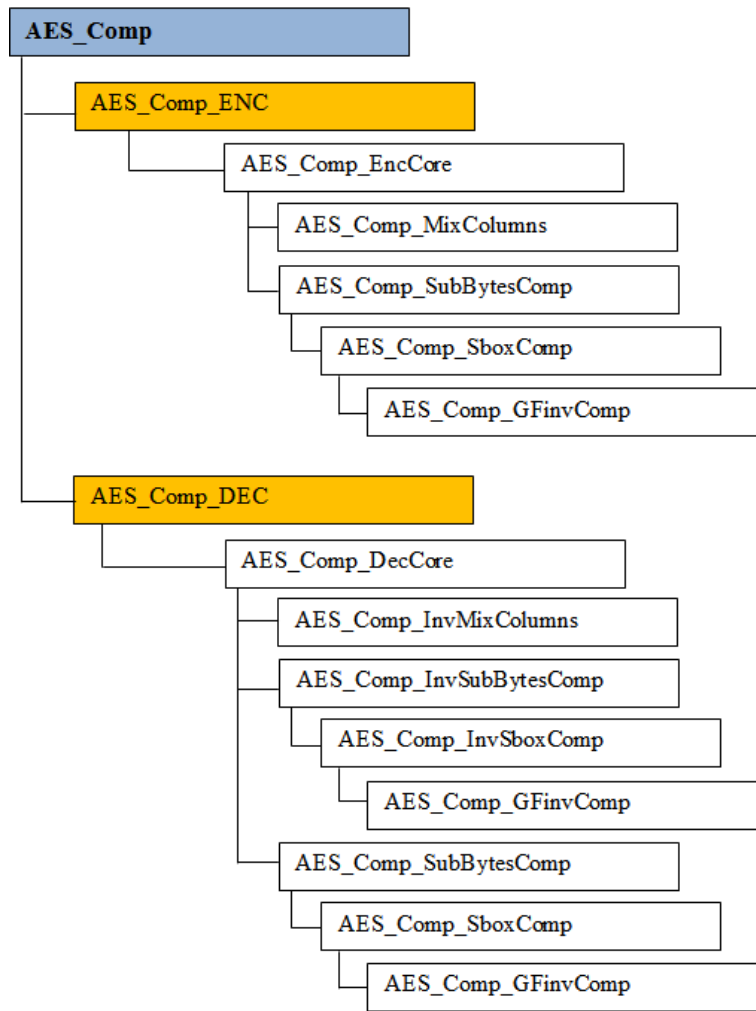 AES_Comp
AES_Comp_ENC
AES_Comp_EncCore
AES_Comp_MixColumns
AES_Comp_SubBytesComp
AES_Comp_SboxComp
AES_Comp_GFinvComp
AES_Comp_DEC
AES_Comp_DecCore
AES_Comp_InvMixColumns
AES_Comp_InvSubBytesComp
AES_Comp_InvSboxComp
AES_Comp_GFinvComp
AES_Comp_SubBytesComp
AES_Comp_SboxComp
AES_Comp_GFinvComp